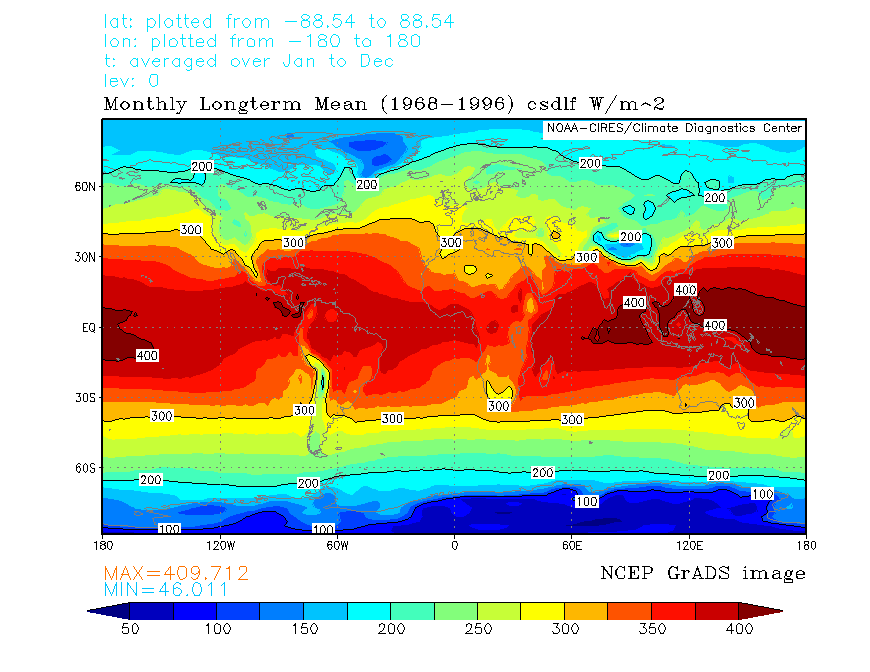 lat: plotted from −88.54 to 88.54
lon: plotted from −180 to 180
t: averaged over Jan to Dec
lev: 0
Monthly Longterm Mean (1968−1996) csdlf W/m^2
NOAA−CIRES/Climate Diagnostics Center
200
200
200
60N
200
300
300
300
200
300
300
30N
400
400
EQ
400
400
300
300
30S
300
300
300
300
60S
200
200
200
200
100
100
100
100
180
120W
60W
0
60E
120E
180
MAX=409.712
MIN=46.011
NCEP GrADS image
50
100
150
200
250
300
350
400